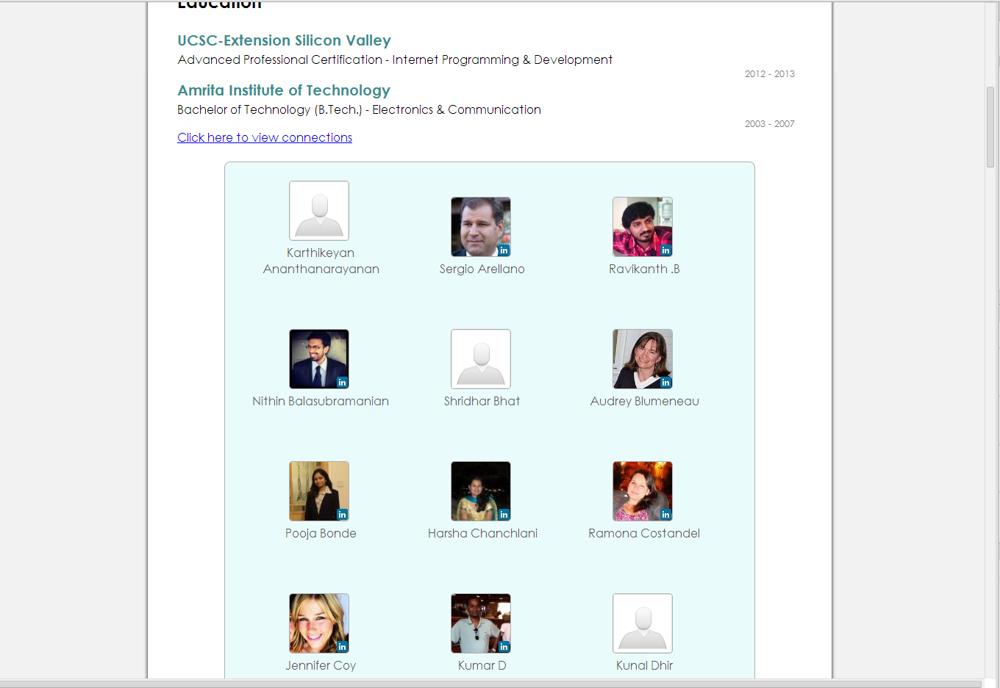 Education
UCSC-Extension Silicon Valley
Advanced Professional Certification - Internet Programming & Development
2012 - 2013
Amrita Institute of Technology
Bachelor of Technology (B.Tech.) - Electronics & Communication
2003 - 2007
Click here to view connections
Karthikeyan
Ananthanarayanan
in
Sergio Arellano
in
Ravikanth .B
in
Nithin Balasubramanian
Shridhar Bhat
in
Audrey Blumeneau
in
Pooja Bonde
in
Harsha Chanchlani
in
Ramona Costandel
in
Jennifer Coy
in
Kumar D
Kunal Dhir